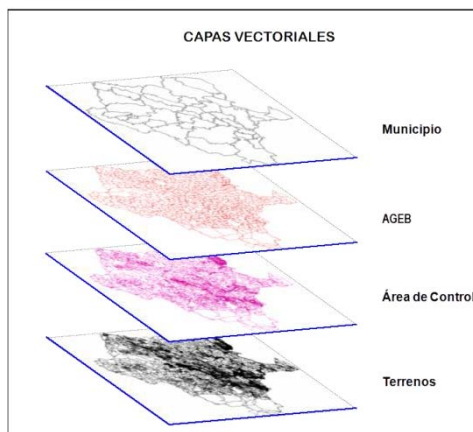 CAPAS VECTORIALES
Municipio
AGEB
Área de Control
Terrenos